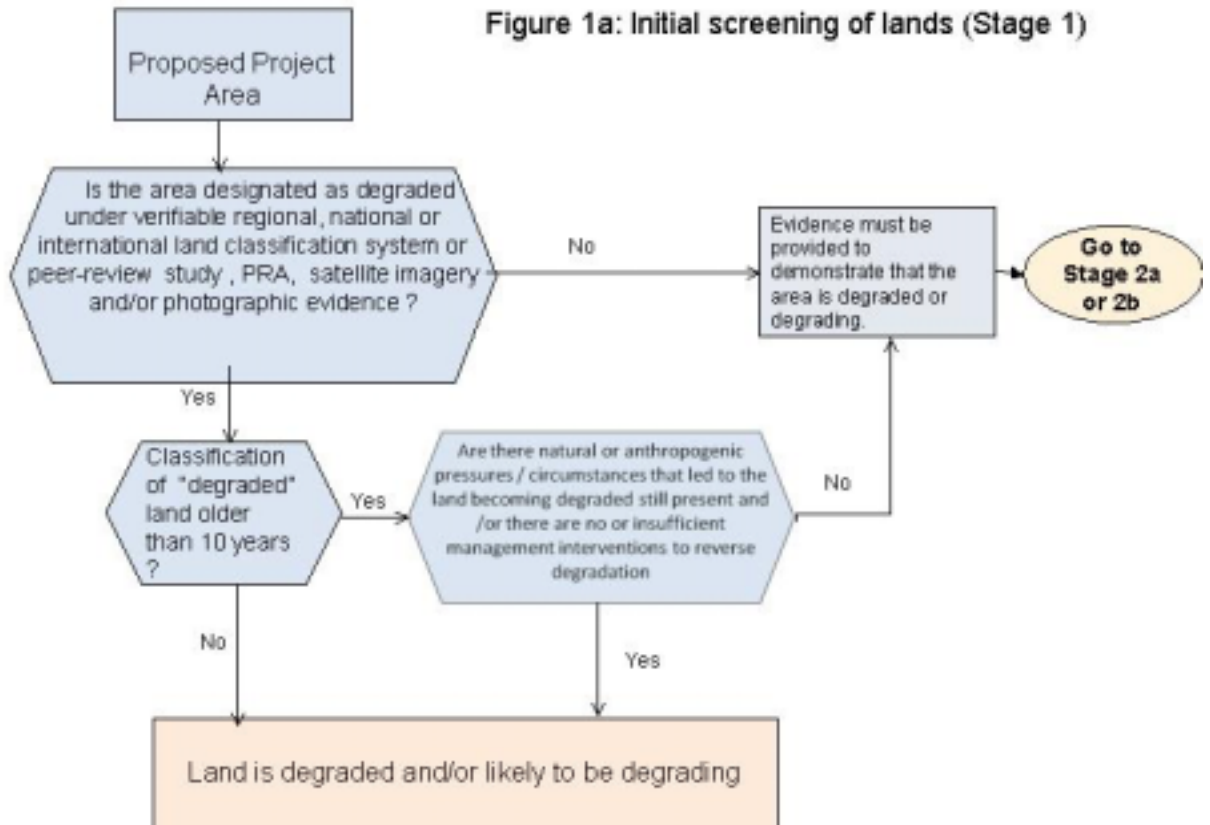 Figure 1a: Initial screening of lands (Stage 1)
Proposed Project
Area
Is the area designated as degraded
under verifiable regional, national or
international land classification system or
peer-review study , PRA, satellite imagery
and/or photographic evidence ?
No
Evidence must be
provided to
demonstrate that the
area is degraded or
degrading.
Go to
Stage 2a
or 2b
Yes
Classification
of "degraded"
land older
than 10 years
?
Yes
Are there natural or anthropogenic
pressures / circumstances that led to the
land becoming degraded still present and
/or there are no or insufficient
management interventions to reverse
degradation
No
No
Yes
Land is degraded and/or likely to be degrading